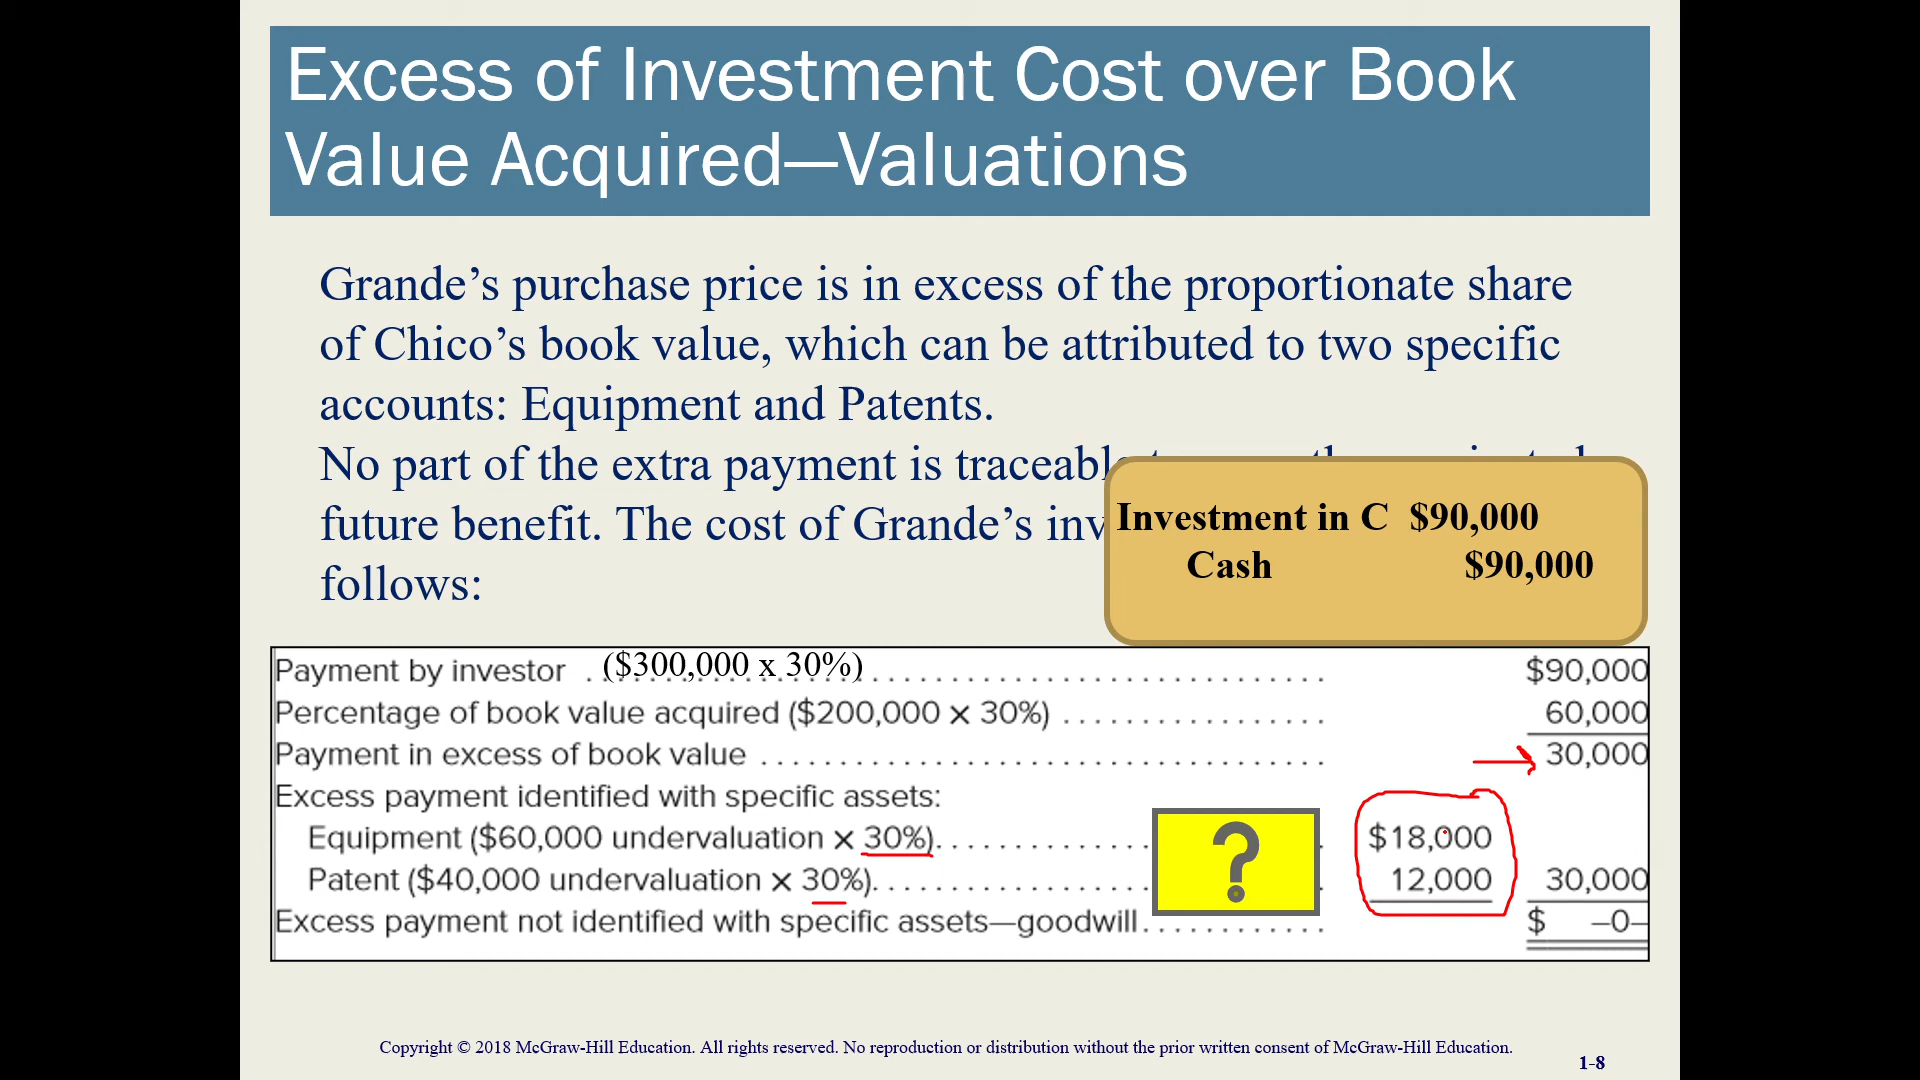 Excess of Investment Cost over Book
Value Acquired—Valuations
Grande’s purchase price is in excess of the proportionate share
of Chico’s book value, which can be attributed to two specific
accounts: Equipment and Patents.
No part of the extra payment is traceable
future benefit. The cost of Grande’s
follows:
Investment in C $90,000
Cash $90,000
Payment by investor ($300,000 x 30%) $90,000
Percentage of book value acquired ($200,000 × 30%) 60,000
Payment in excess of book value 30,000
Excess payment identified with specific assets:
Equipment ($60,000 undervaluation × 30%) ? $18,000
Patent ($40,000 undervaluation × 30%) 12,000 30,000
Excess payment not identified with specific assets—goodwill $ –0–
Copyright © 2018 McGraw-Hill Education. All rights reserved. No reproduction or distribution without the prior written consent of McGraw-Hill Education.
1-8